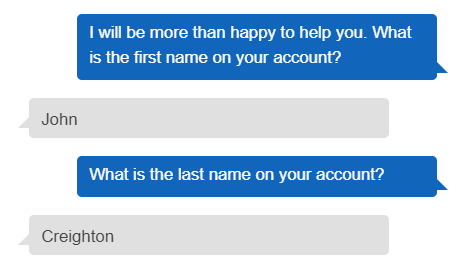 I will be more than happy to help you. What
is the first name on your account?
John
What is the last name on your account?
Creighton